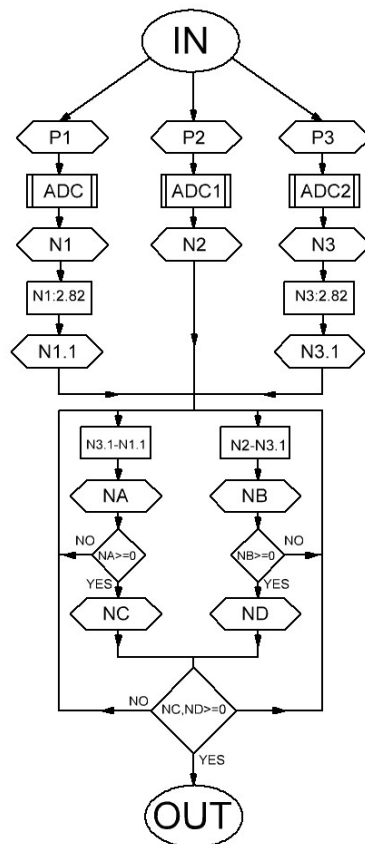 IN
P1 P2 P3
ADC ADC1 ADC2
N1 N2 N3
N1:2.82 N3:2.82
N1.1 N3.1
N3.1-N1.1 N2-N3.1
NA NB
NO NA>=0 NB>=0 NO
YES YES
NC ND
NO NC,ND>=0
YES
OUT